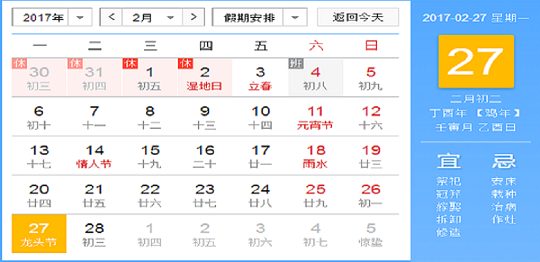 2017年 < 2月 > 假期安排 返回今天
一 二 三 四 五 六 日
休 休 休 休 班
30 31 1 2 3 4 5
初三 初四 初五 湿地日 立春 初八 初九
6 7 8 9 10 11 12
初十 十一 十二 十三 十四 元宵节 十六
13 14 15 16 17 18 19
十七 情人节 十九 二十 廿一 雨水 廿三
20 21 22 23 24 25 26
廿四 廿五 廿六 廿七 廿八 廿九 初一
27 28 1 2 3 4 5
龙头节 初三 初四 初五 初六 初七 惊蛰
2017-02-27 星期一
27
二月初二
丁酉年 【鸡年】
壬寅月 乙酉日
宜 忌
祭祀 安床
冠笄 栽种
嫁娶 治病
拆卸 作灶
修造